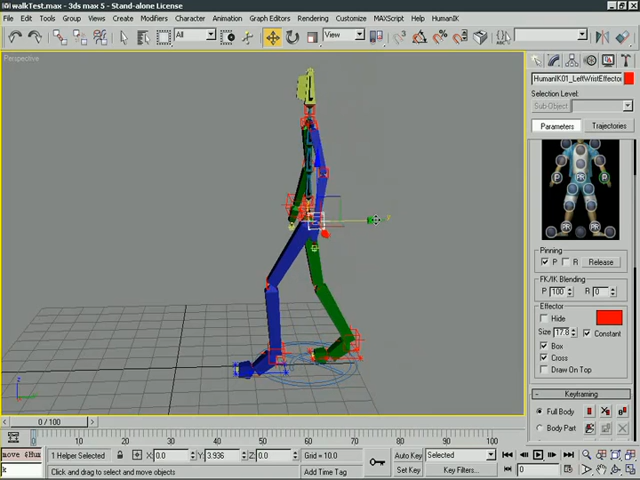 walkTest.max - 3ds max 5 - Stand-alone License
File Edit Tools Group Views Create Modifiers Character Animation Graph Editors Rendering Customize MAXScript Help HumanIK
All View
Perspective
HumanIK01_LeftWristEffector
Selection Level:
Sub-Object
Parameters Trajectories
P PR P
PR PR
Pinning
P R Release
FK/IK Blending
P 100 R 0
Effector
Hide
Size 17.8 Constant
Box
Cross
Draw On Top
Keyframing
Full Body
Body Part
0 / 100
0 10 20 30 40 50 60 70 80 90 100
1 Helper Selected X: 0.0 Y: 3.936 Z: 0.0 Grid = 10.0 Auto Key Selected
Click and drag to select and move objects Add Time Tag Set Key Key Filters... 0